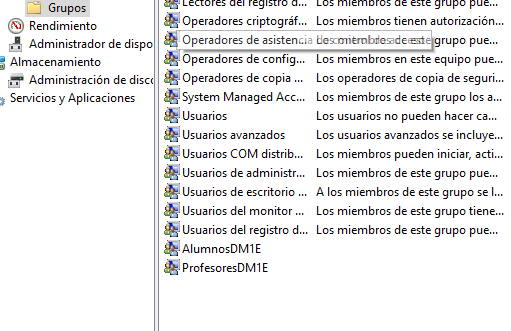 Grupos
Rendimiento
Administrador de dispo
Almacenamiento
Administración de disco
Servicios y Aplicaciones
Lectores del registro d... Los miembros de este grupo pue...
Operadores criptográf... Los miembros tienen autorización...
Operadores de asistencia de este grupo pue...
Operadores de config... Los miembros en este equipo pue...
Operadores de copia ... Los operadores de copia de seguri...
System Managed Acc... Los miembros de este grupo los a...
Usuarios Los usuarios no pueden hacer ca...
Usuarios avanzados Los usuarios avanzados se incluye...
Usuarios COM distrib... Los miembros pueden iniciar, acti...
Usuarios de administr... Los miembros de este grupo pue...
Usuarios de escritorio ... A los miembros de este grupo se l...
Usuarios del monitor ... Los miembros de este grupo tiene...
Usuarios del registro d... Los miembros de este grupo pue...
AlumnosDM1E
ProfesoresDM1E